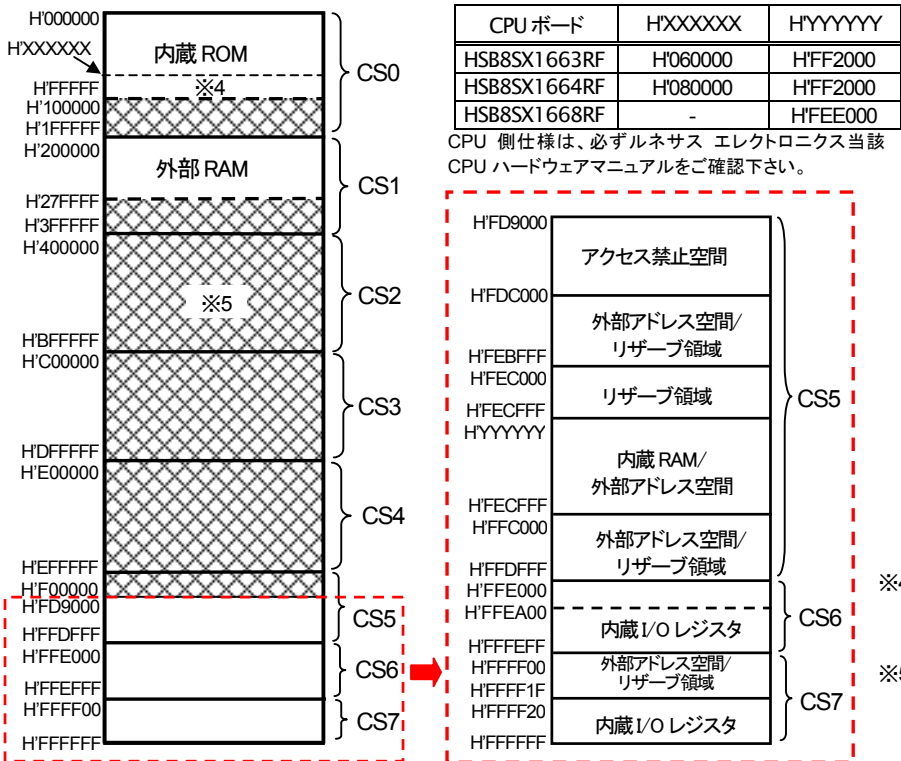 H'000000
H'XXXXXX
内蔵 ROM
※4
H'FFFFF
H'100000
H'1FFFFF
CS0
H'200000
外部 RAM
CS1
H'27FFFF
H'3FFFFF
H'400000
※5
CS2
H'BFFFFF
H'C00000
CS3
H'DFFFFF
H'E00000
CS4
H'EFFFFF
H'F00000
H'FD9000
CS5
H'FFDFFF
H'FFE000
CS6
H'FFEFFF
H'FFFF00
CS7
H'FFFFFF
CPU ボード H'XXXXXX H'YYYYYY
HSB8SX1663RF H'060000 H'FF2000
HSB8SX1664RF H'080000 H'FF2000
HSB8SX1668RF - H'FEE000
CPU 側仕様は、必ずルネサス エレクトロニクス当該
CPU ハードウェアマニュアルをご確認下さい。
H'FD9000
アクセス禁止空間
H'FDC000
外部アドレス空間/
リザーブ領域
H'FEBFFF
H'FEC000
リザーブ領域
CS5
H'FECFFF
H'YYYYYY
内蔵 RAM/
外部アドレス空間
H'FECFFF
H'FFC000
外部アドレス空間/
リザーブ領域
H'FFDFFF
H'FFE000
H'FFEA00
内蔵 I/O レジスタ
CS6
H'FFFEFF
H'FFFF00
外部アドレス空間/
リザーブ領域
H'FFFF1F
H'FFFF20
CS7
内蔵 I/O レジスタ
H'FFFFFF
※4
※5